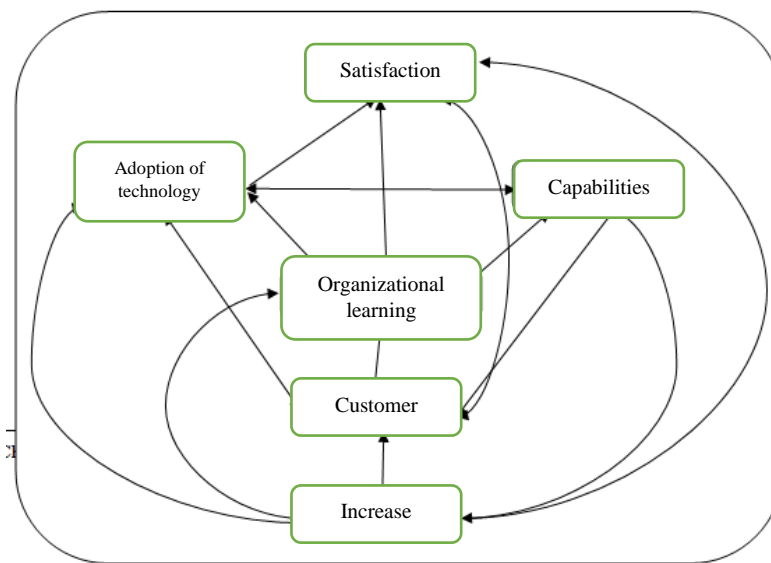 Satisfaction
Adoption of
technology
Capabilities
Organizational
learning
Customer
Increase